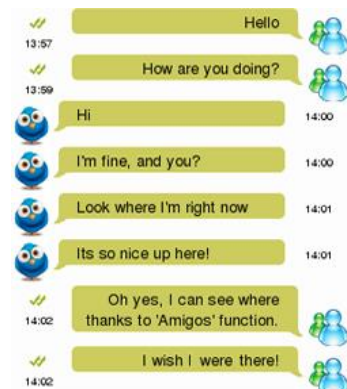 Hello
13:57
How are you doing?
13:59
Hi
14:00
I'm fine, and you?
14:00
Look where I'm right now
14:01
Its so nice up here!
14:01
Oh yes, I can see where
thanks to 'Amigos' function.
14:02
I wish I were there!
14:02